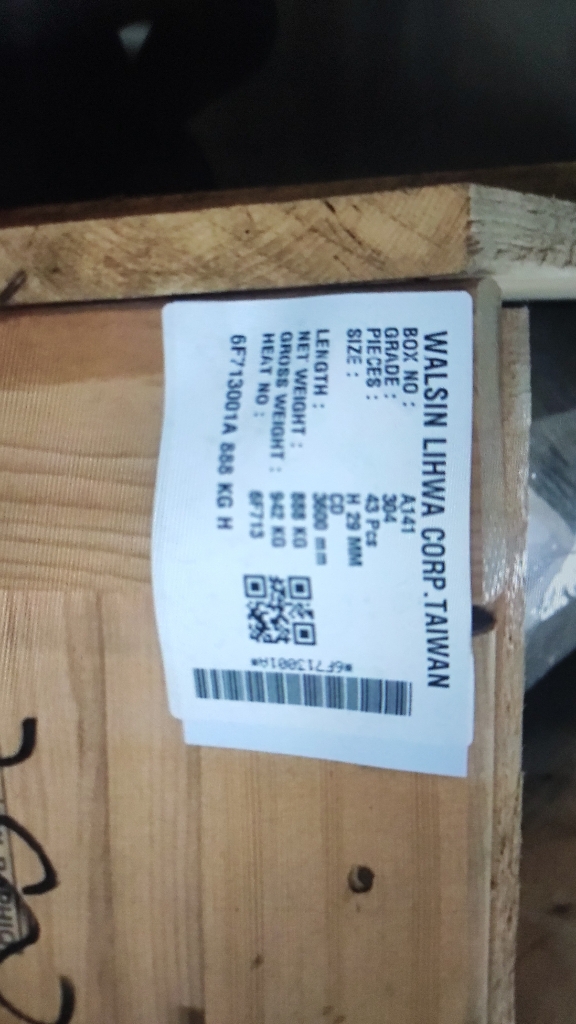 WALSIN LIHWA CORP.TAIWAN
BOX NO : A141
GRADE : 304
PIECES : 43 Pcs
SIZE : H 29 MM
CD
LENGTH : 3600 mm
NET WEIGHT : 888 KG
GROSS WEIGHT : 942 KG
HEAT NO : 6F713
6F713001A 888 KG H
*6F713001A*